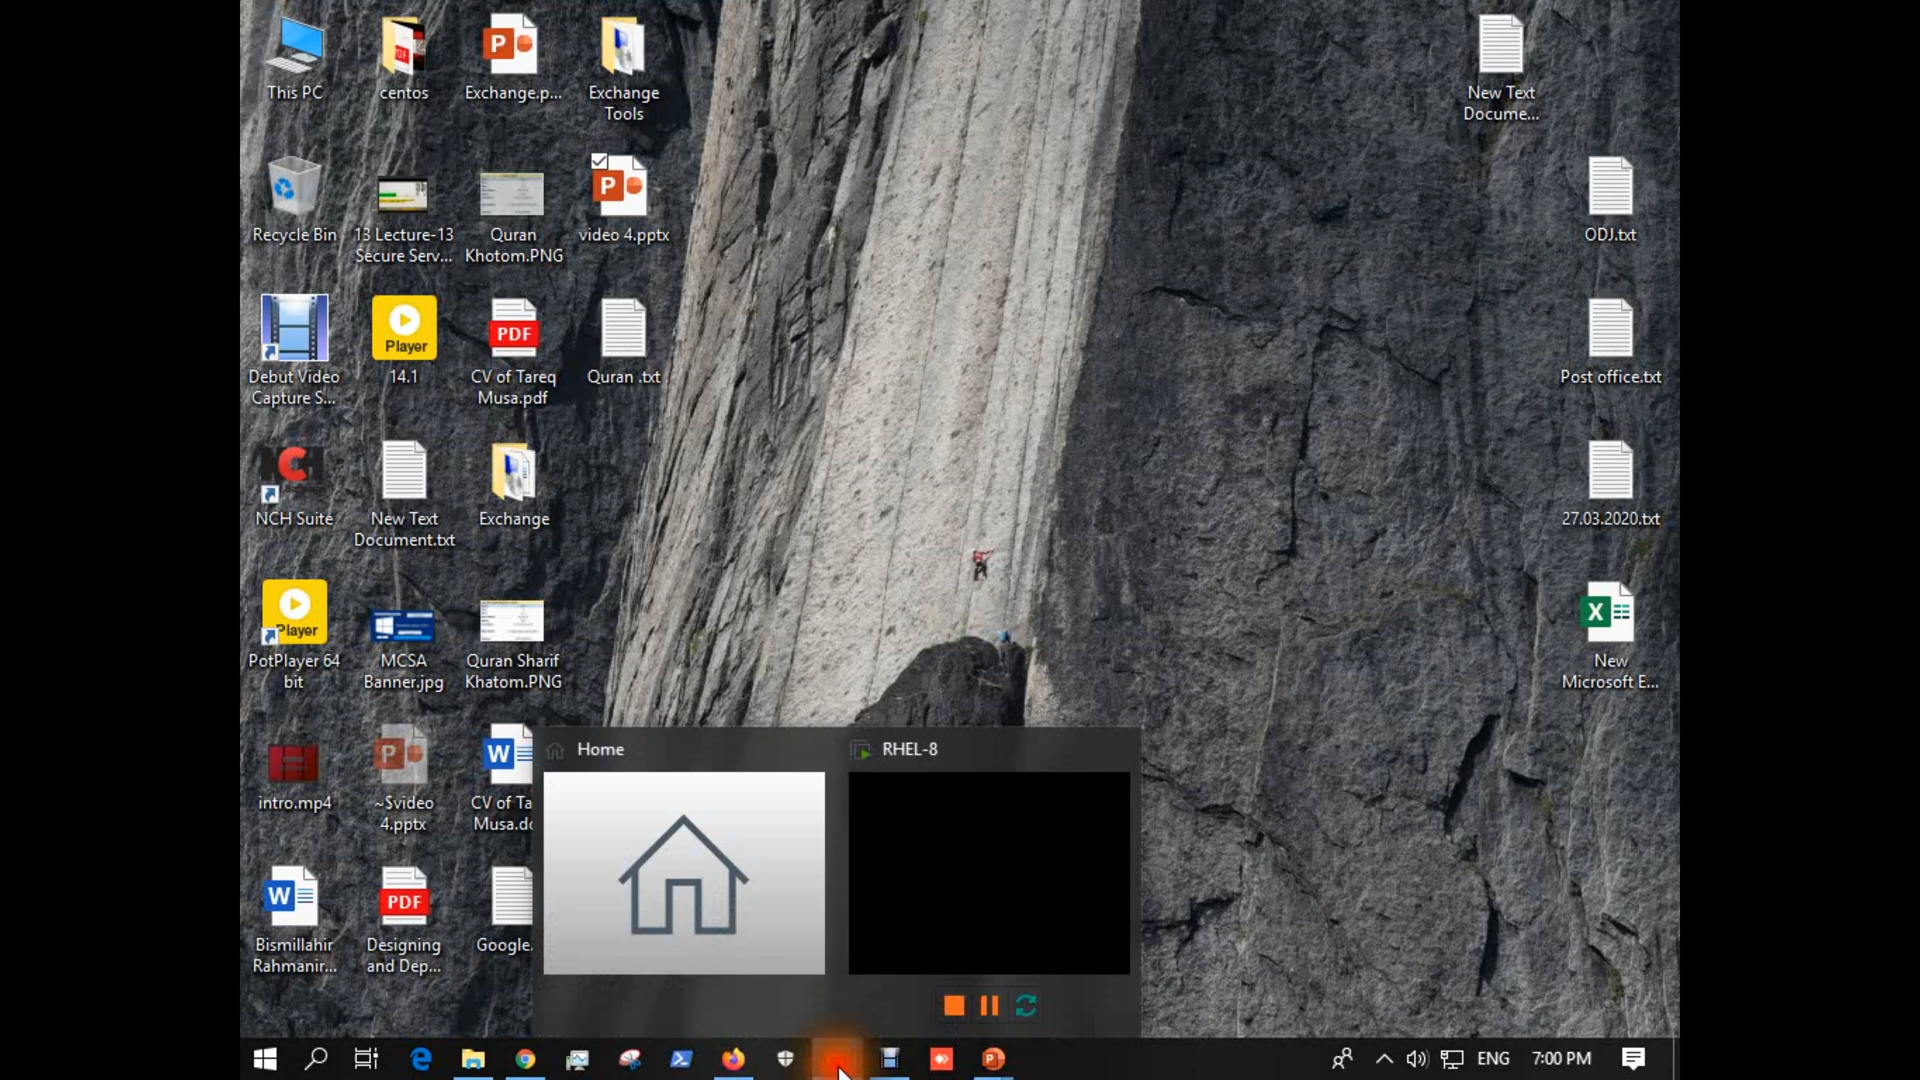 This PC
centos
Exchange.p...
Exchange
Tools
New Text
Docume...
Recycle Bin
13 Lecture-13
Secure Serv...
Quran
Khotom.PNG
video 4.pptx
ODJ.txt
Player
PDF
Debut Video
Capture S...
14.1
CV of Tareq
Musa.pdf
Quran .txt
Post office.txt
NCH Suite
New Text
Document.txt
Exchange
27.03.2020.txt
Player
PotPlayer 64
bit
MCSA
Banner.jpg
Quran Sharif
Khatom.PNG
New
Microsoft E...
intro.mp4
~$video
4.pptx
CV of Ta
Musa.do
Home
RHEL-8
PDF
Bismillahir
Rahmanir...
Designing
and Dep...
Google.
ENG
7:00 PM